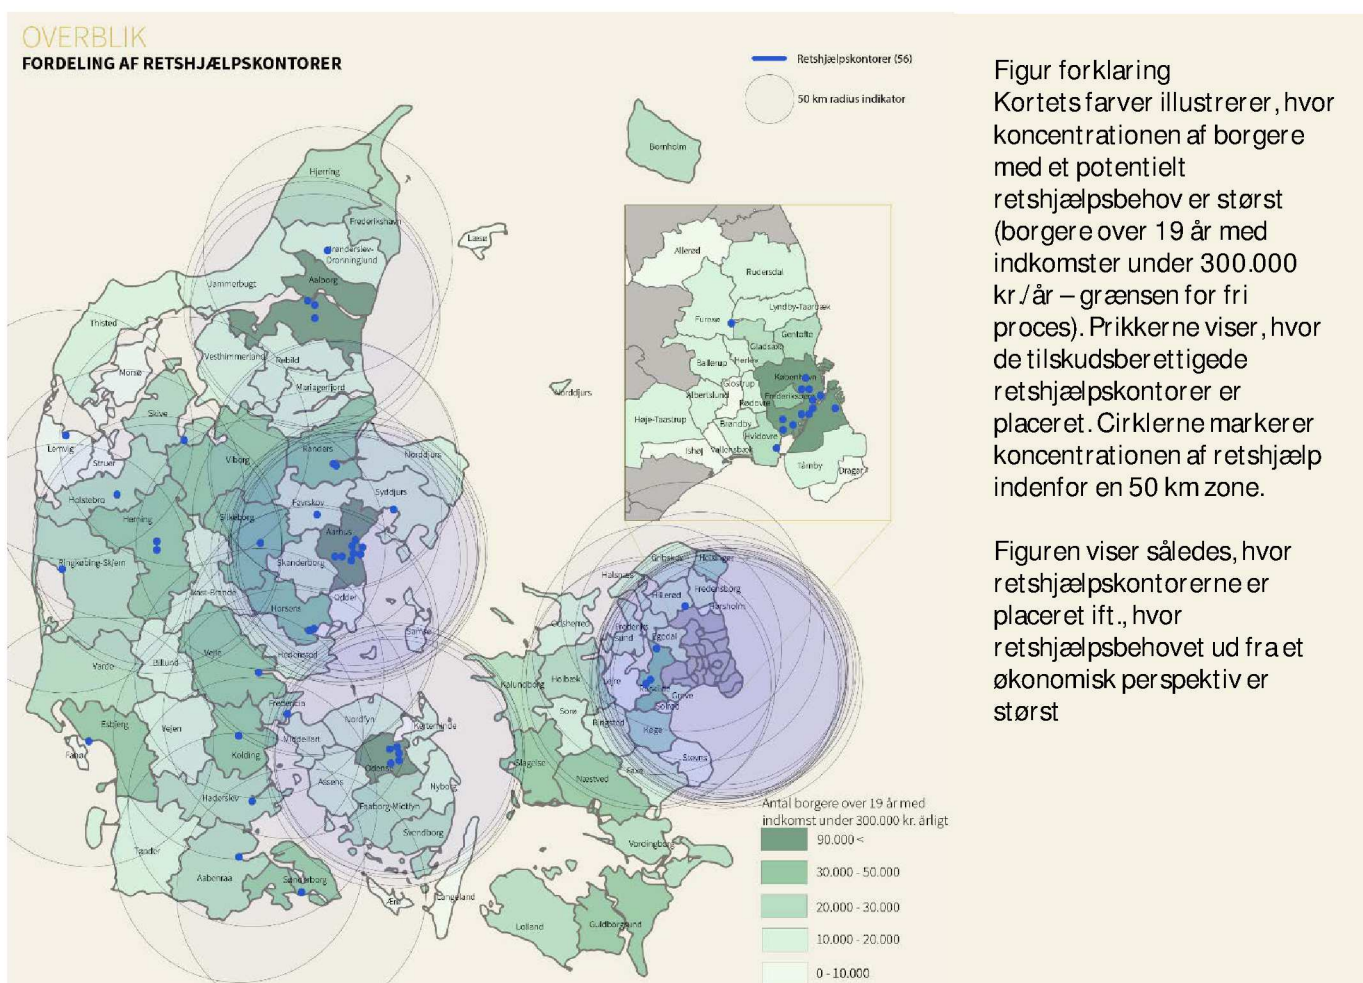 OVERBLIK
FORDELING AF RETSHJÆLPSKONTORER
Retshjælpskontorer (56)
50 km radius indikator
Figur forklaring
Kortets farver illustrerer, hvor
koncentrationen af borgere
med et potentielt
retshjælpsbehov er størst
(borgere over 19 år med
indkomster under 300.000
kr./år – grænsen for fri
proces). Prikkerne viser, hvor
de tilskudsberettigede
retshjælpskontorer er
placeret. Cirklerne markerer
koncentrationen af retshjælp
indenfor en 50 km zone.
Figuren viser således, hvor
retshjælpskontorerne er
placeret ift., hvor
retshjælpsbehovet ud fra et
økonomisk perspektiv er
størst
Bornholm
Hjørring
Frederikshavn
Læsø
Brønderslev-
Dronninglund
Aalborg
Jammerbugt
Thisted
Vesthimmerland
Rebild
Mariagerfjord
Morsø
Skive
Lemvig
Struer
Viborg
Randers
Norddjurs
Norddjurs
Syddjurs
Favrskov
Holstebro
Herning
Silkeborg
Aarhus
Skanderborg
Ringkøbing-Skjern
Odder
Horsens
Samsø
Hedensted
Vejle
Billund
Varde
Fredericia
Nordfyn
Kerteminde
Middelfart
Esbjerg
Vejen
Fanø
Kolding
Odense
Assens
Nyborg
Faaborg-Midtfyn
Haderslev
Svendborg
Tønder
Aabenraa
Sønderborg
Ærø
Langeland
Allerød
Rudersdal
Lyndby-Taarbæk
Furesø
Gentofte
Gladsaxe
Ballerup
Herlev
København
Glostrup
Albertslund
Rødovre
Høje-Taastrup
Brøndby
Hvidovre
Ishøj
Vallensbæk
Tårnby
Dragør
Gribskov
Helsingør
Halsnæs
Hillerød
Fredensborg
Hørsholm
Odsherred
Frederiks
sund
Egedal
Holbæk
Lejre
Roskilde
Greve
Solrød
Kalundborg
Sorø
Ringsted
Køge
Slagelse
Næstved
Faxe
Stevns
Vordingborg
Lolland
Guldborgsund
Antal borgere over 19 år med
indkomst under 300.000 kr. årligt
90.000 <
30.000 - 50.000
20.000 - 30.000
10.000 - 20.000
0 - 10.000